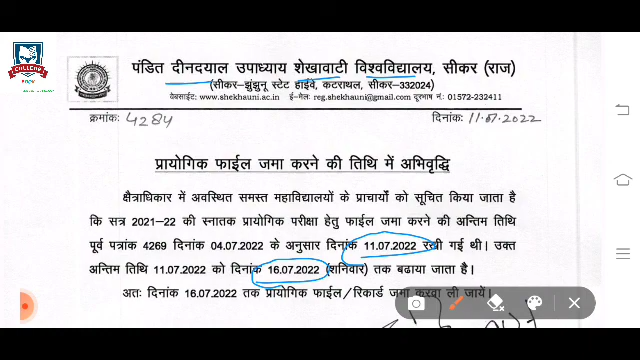 CHALLENGER
पंडित दीनदयाल उपाध्याय शेखावाटी विश्वविद्यालय, सीकर (राज)
(सीकर-झुंझुनू स्टेट हाईवे, कटराथल, सीकर-332024)
वेबसाईट:- www.shekhauni.ac.in ई-मेलः reg.shekhauni@gmail.com दूरभाष नं. 01572-232411
क्रमांकः 4284 दिनांकः 11.07.2022
प्रायोगिक फाईल जमा करने की तिथि में अभिवृद्धि
क्षैत्राधिकार में अवस्थित समस्त महाविद्यालयों के प्राचार्यों को सूचित किया जाता है
कि सत्र 2021-22 की स्नातक प्रायोगिक परीक्षा हेतु फाईल जमा करने की अन्तिम तिथि
पूर्व पत्रांक 4269 दिनांक 04.07.2022 के अनुसार दिनांक 11.07.2022 रखी गई थी। उक्त
अन्तिम तिथि 11.07.2022 को दिनांक 16.07.2022 (शनिवार) तक बढाया जाता है।
अतः दिनांक 16.07.2022 तक प्रायोगिक फाईल/रिकार्ड जमा करवा ली जायें।